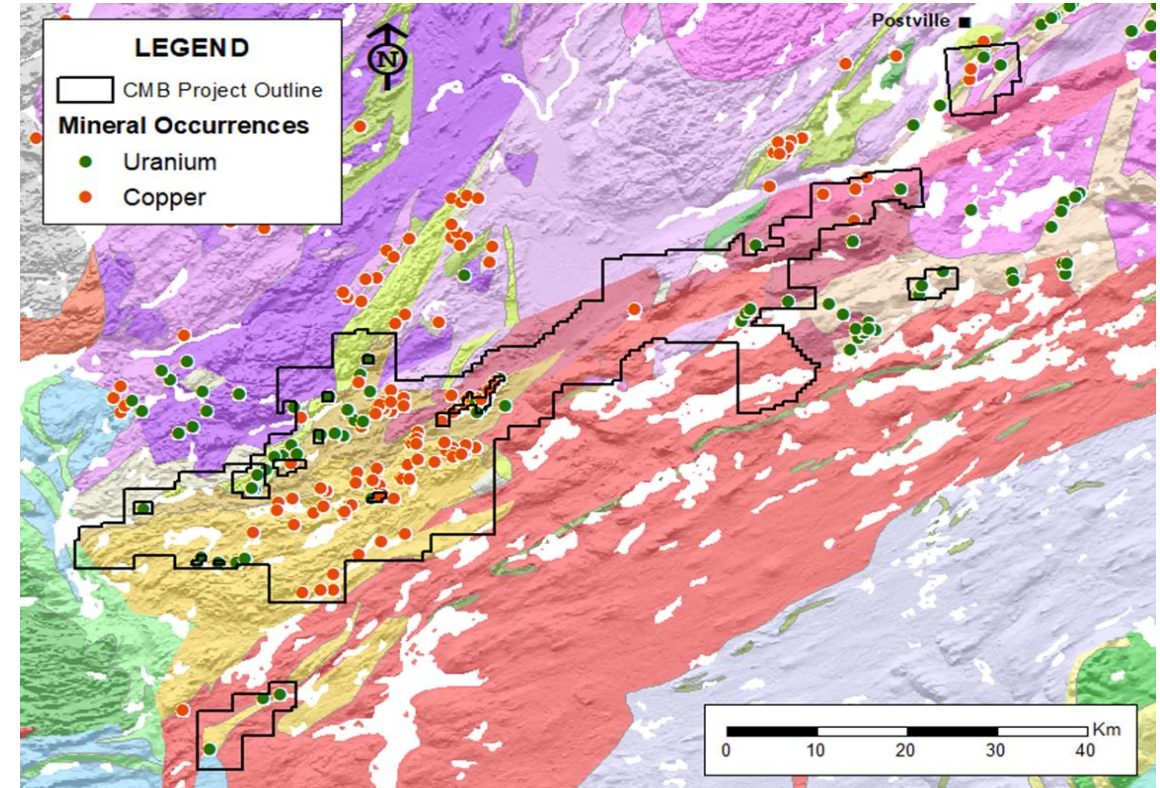 LEGEND
CMB Project Outline
Mineral Occurrences
Uranium
Copper
N
Postville
Km
0 10 20 30 40